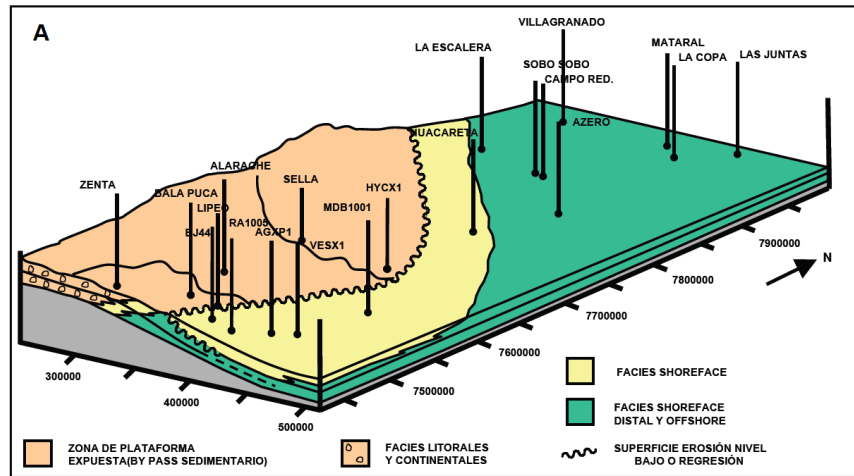 A
VILLAGRANADO
LA ESCALERA
MATARAL
LA COPA
LAS JUNTAS
SOBO SOBO
CAMPO RED.
HUACARETA
AZERO
ALARACHE
ZENTA
BALA PUCA
SELLA
HYCX1
LIPEO
MDB1001
RA1005
BJ44
AGXP1
VESX1
N
7900000
7800000
7700000
7600000
7500000
7400000
300000
400000
500000
FACIES SHOREFACE
FACIES SHOREFACE
DISTAL Y OFFSHORE
ZONA DE PLATAFORMA
EXPUESTA(BY PASS SEDIMENTARIO)
FACIES LITORALES
Y CONTINENTALES
SUPERFICIE EROSIÓN NIVEL
BAJO O REGRESIÓN